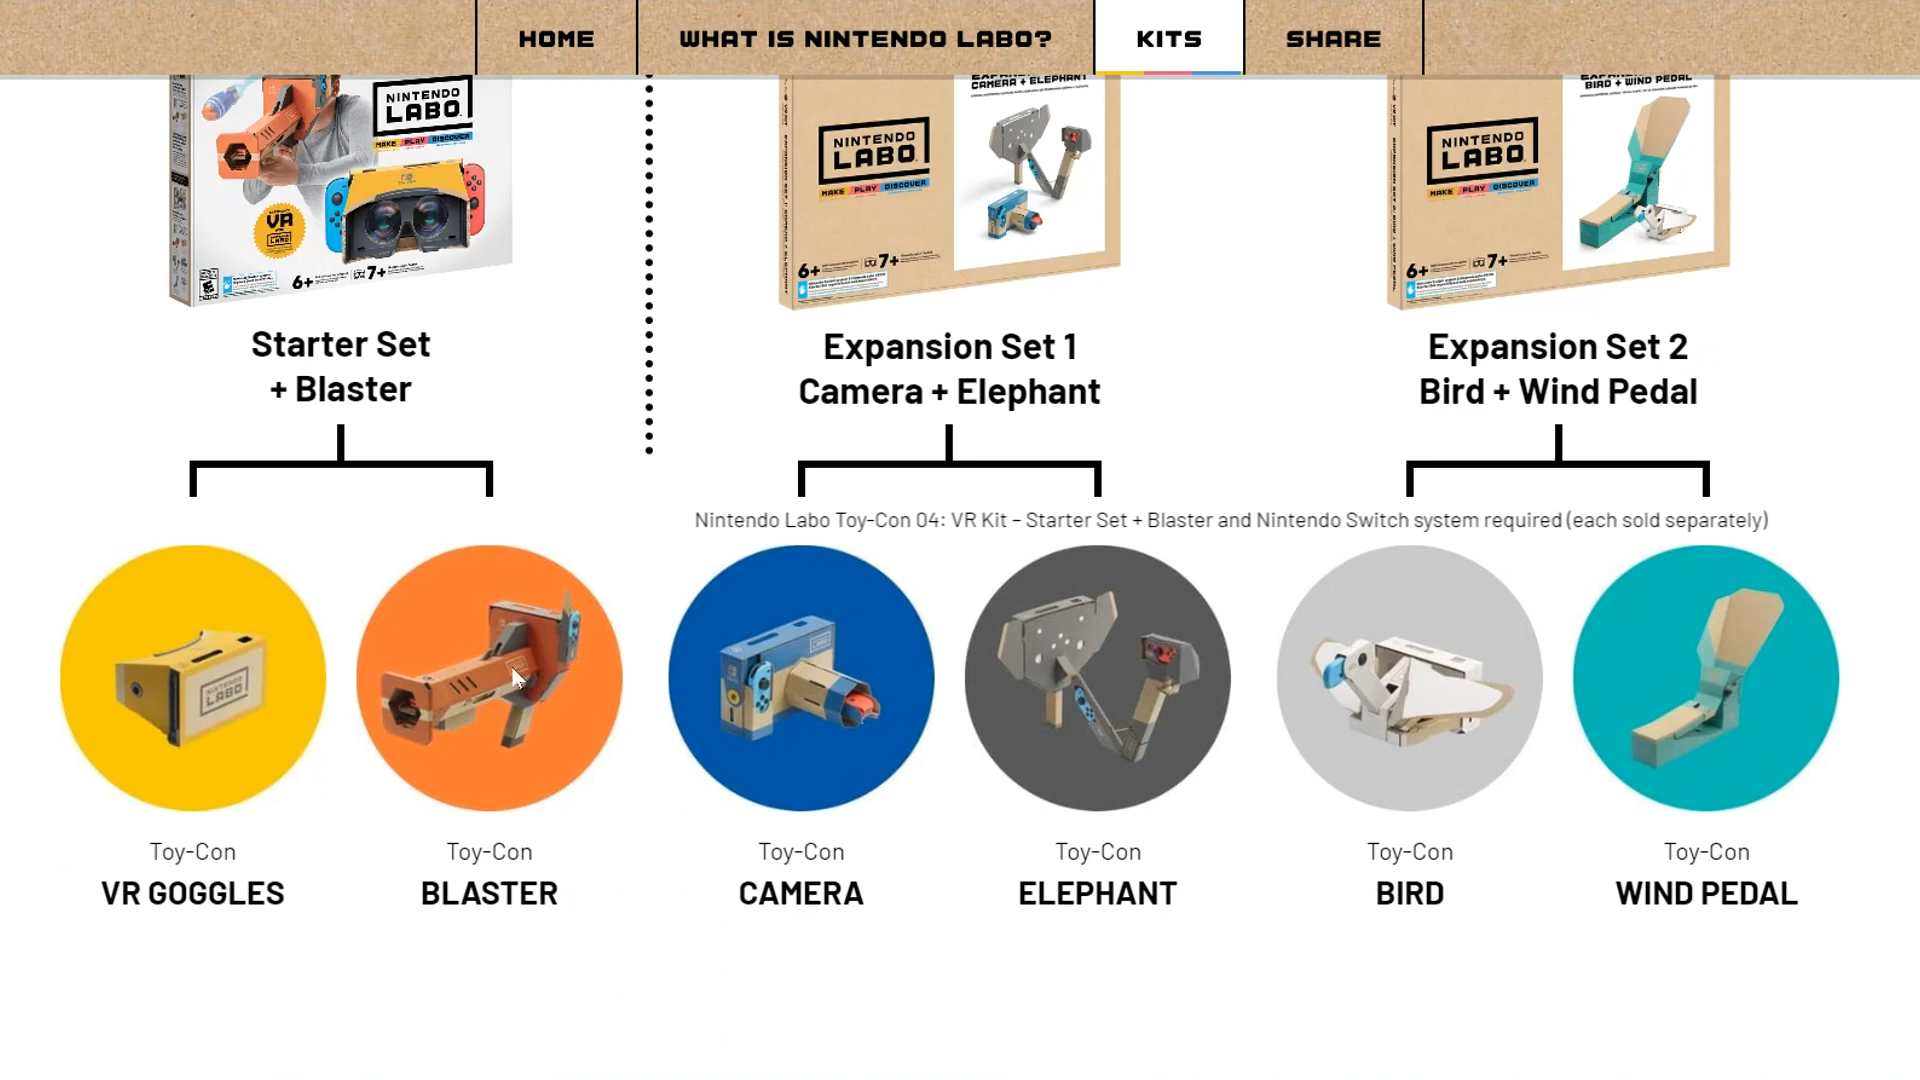 HOME
WHAT IS NINTENDO LABO?
KITS
SHARE
NINTENDO
LABO
MAKE PLAY DISCOVER
VR
6+
7+
Starter Set
+ Blaster
CAMERA + ELEPHANT
NINTENDO
LABO
MAKE PLAY DISCOVER
6+
7+
Expansion Set 1
Camera + Elephant
BIRD + WIND PEDAL
NINTENDO
LABO
MAKE PLAY DISCOVER
6+
7+
Expansion Set 2
Bird + Wind Pedal
Nintendo Labo Toy-Con 04: VR Kit – Starter Set + Blaster and Nintendo Switch system required (each sold separately)
NINTENDO
LABO
Toy-Con
VR GOGGLES
Toy-Con
BLASTER
Toy-Con
CAMERA
Toy-Con
ELEPHANT
Toy-Con
BIRD
Toy-Con
WIND PEDAL